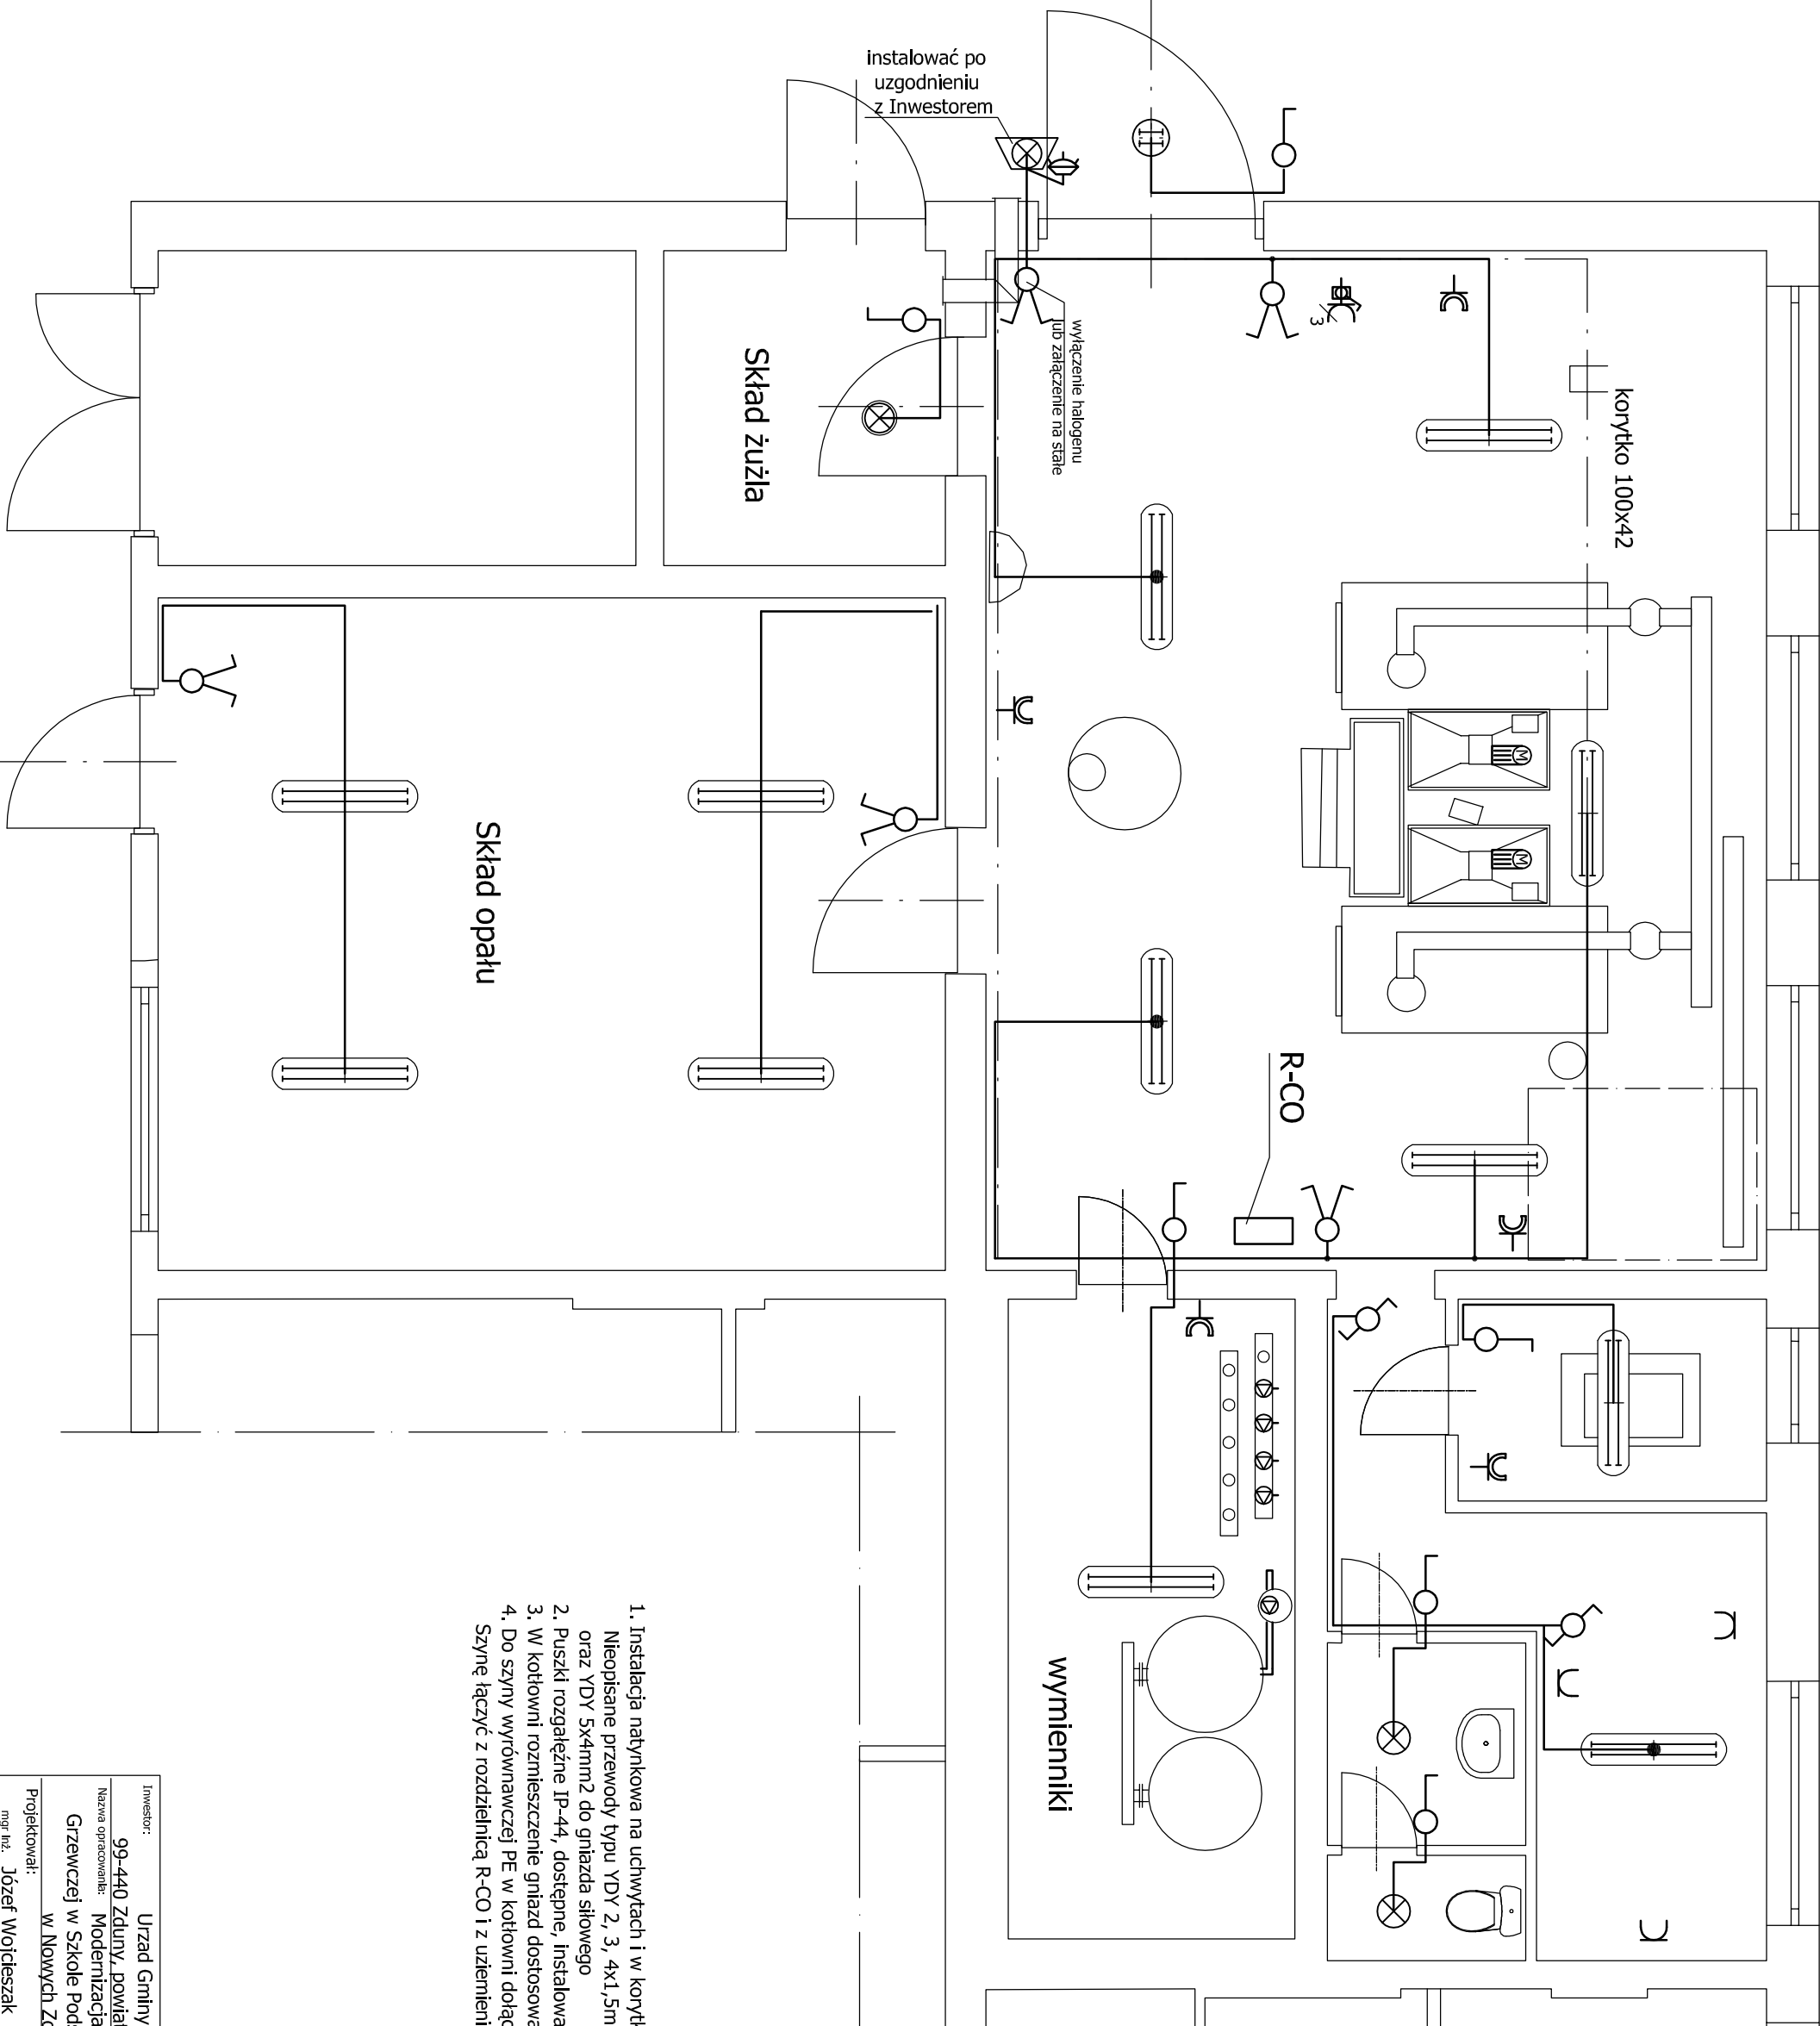 instalować po
uzgodnieniu
z Inwestorem
wyłączenie halogenu
lub załączenie na stałe
3
korytko 100x42
Skład żużla
M
M
Skład opału
R-CO
wymienniki
1. Instalacja natynkowa na uchwytach i w korytk
Nieopisane przewody typu YDY 2, 3, 4x1,5m
oraz YDY 5x4mm2 do gniazda siłowego
2. Puszki rozgałęźne IP-44, dostępne, instalowa
3. W kotłowni rozmieszczenie gniazd dostosowa
4. Do szyny wyrównawczej PE w kotłowni dołąc
Szynę łączyć z rozdzielnicą R-CO i z uziemieni
Inwestor:
Urzad Gminy
99-440 Zduny, powiat
Nazwa opracowania:
Modernizacja
Grzewczej w Szkole Pods
w Nowych Zd
Projektował:
mgr inż. Józef Wojcieszak